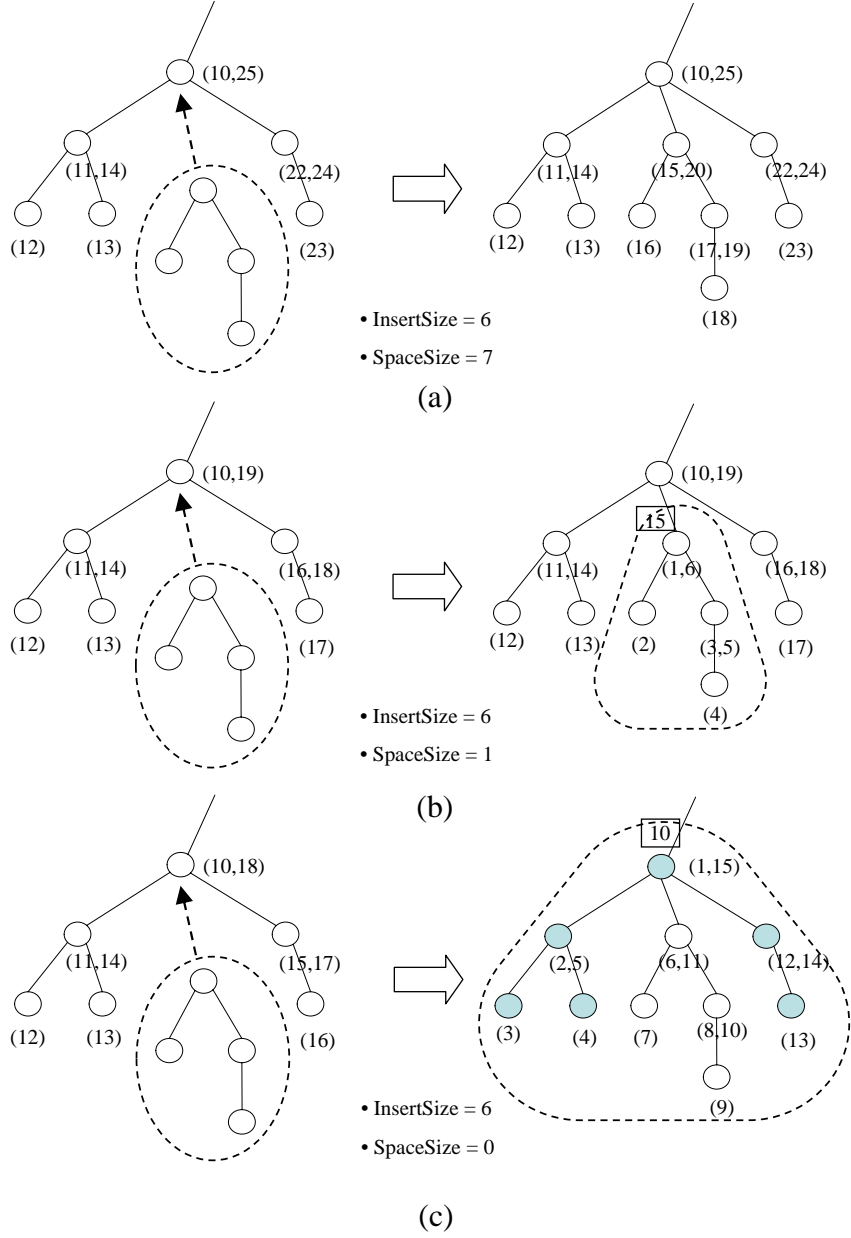 (10,25) (10,25)
(11,14) (22,24) (11,14) (15,20) (22,24)
(12) (13) (23) (12) (13) (16) (17,19) (23)
(18)
• InsertSize = 6
• SpaceSize = 7
(a)
(10,19) (10,19)
15
(11,14) (16,18) (11,14) (1,6) (16,18)
(12) (13) (17) (12) (13) (2) (3,5) (17)
(4)
• InsertSize = 6
• SpaceSize = 1
(b)
10
(10,18) (1,15)
(11,14) (15,17) (2,5) (6,11) (12,14)
(12) (13) (16) (3) (4) (7) (8,10) (13)
(9)
• InsertSize = 6
• SpaceSize = 0
(c)